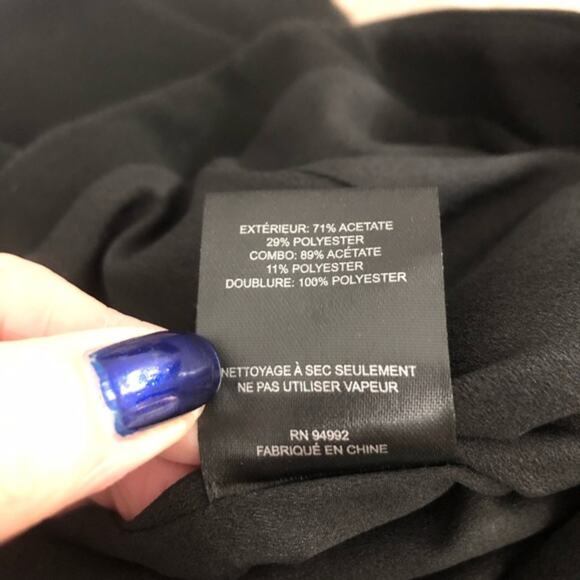 EXTÉRIEUR: 71% ACETATE
29% POLYESTER
COMBO: 89% ACÉTATE
11% POLYESTER
DOUBLURE: 100% POLYESTER
NETTOYAGE À SEC SEULEMENT
NE PAS UTILISER VAPEUR
RN 94992
FABRIQUÉ EN CHINE